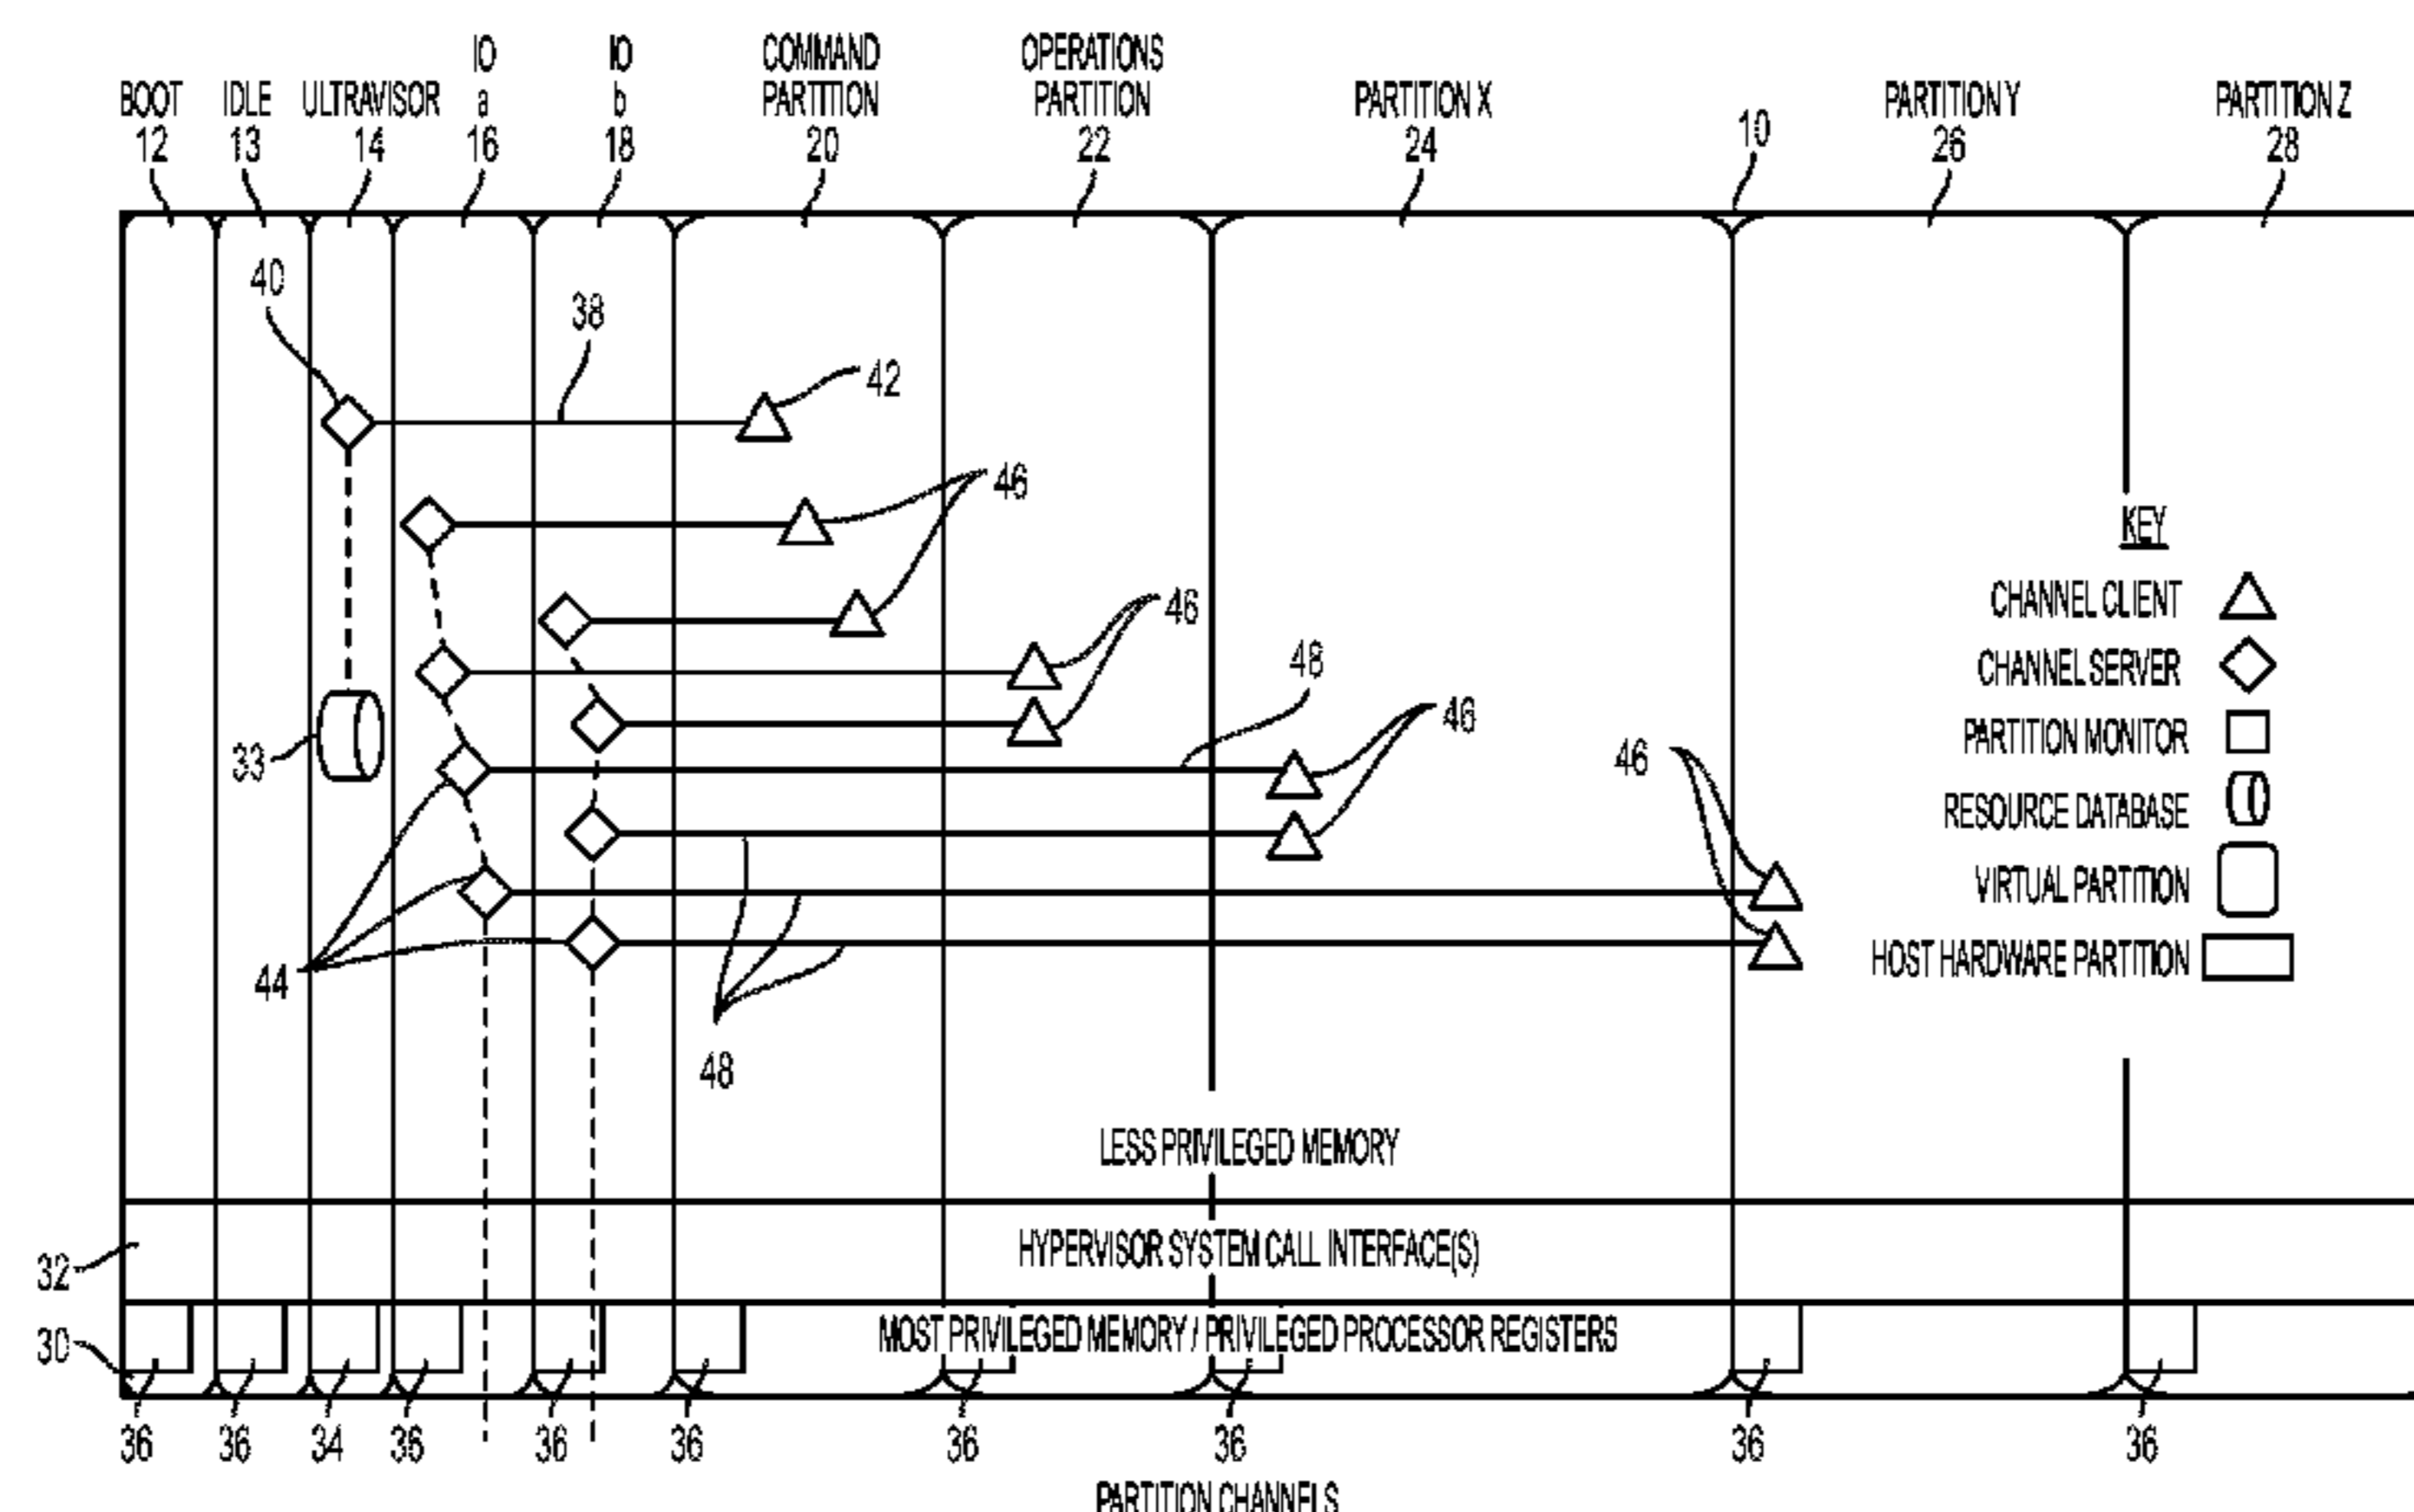 IO IO COMMAND OPERATIONS
BOOT IDLE ULTRAVISOR a b PARTITION PARTITION PARTITION X PARTITION Y PARTITION Z
12 13 14 16 18 20 22 24 10 26 28
40
38
42
46
KEY
CHANNEL CLIENT
46
48
CHANNEL SERVER
46
PARTITION MONITOR
33
46
RESOURCE DATABASE
VIRTUAL PARTITION
HOST HARDWARE PARTITION
44
48
LESS PRIVILEGED MEMORY
32
HYPERVISOR SYSTEM CALL INTERFACE(S)
30
MOST PRIVILEGED MEMORY / PRIVILEGED PROCESSOR REGISTERS
36 36 34 36 36 36 36 36 36 36
PARTITION CHANNELS